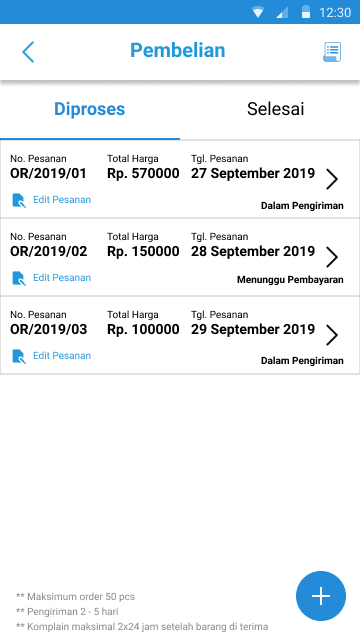 12:30
Pembelian
Diproses Selesai
No. Pesanan Total Harga Tgl. Pesanan
OR/2019/01 Rp. 570000 27 September 2019
Edit Pesanan
Dalam Pengiriman
No. Pesanan Total Harga Tgl. Pesanan
OR/2019/02 Rp. 150000 28 September 2019
Edit Pesanan
Menunggu Pembayaran
No. Pesanan Total Harga Tgl. Pesanan
OR/2019/03 Rp. 100000 29 September 2019
Edit Pesanan
Dalam Pengiriman
** Maksimum order 50 pcs
** Pengiriman 2 - 5 hari
** Komplain maksimal 2x24 jam setelah barang di terima